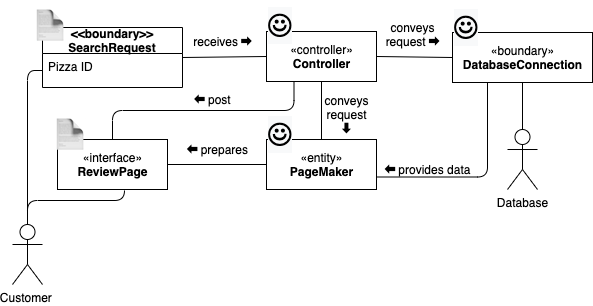 <<boundary>>
SearchRequest
Pizza ID
receives
«controller»
Controller
conveys
request
«boundary»
DatabaseConnection
post
conveys
request
«interface»
ReviewPage
prepares
«entity»
PageMaker
provides data
Database
Customer